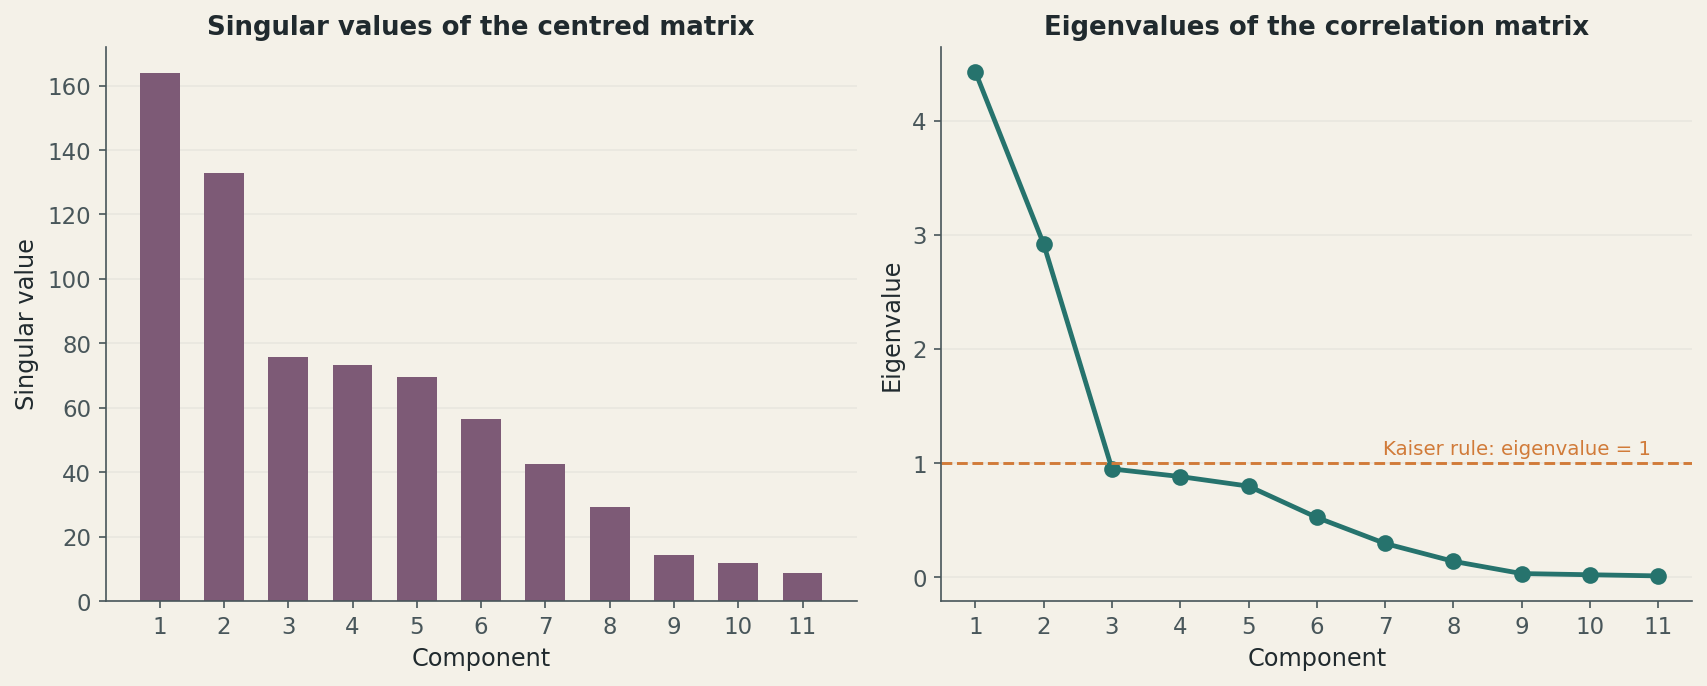 Singular values of the centred matrix
Singular value
160
140
120
100
80
60
40
20
0
1 2 3 4 5 6 7 8 9 10 11
Component
Eigenvalues of the correlation matrix
Eigenvalue
4
3
2
1
0
Kaiser rule: eigenvalue = 1
1 2 3 4 5 6 7 8 9 10 11
Component